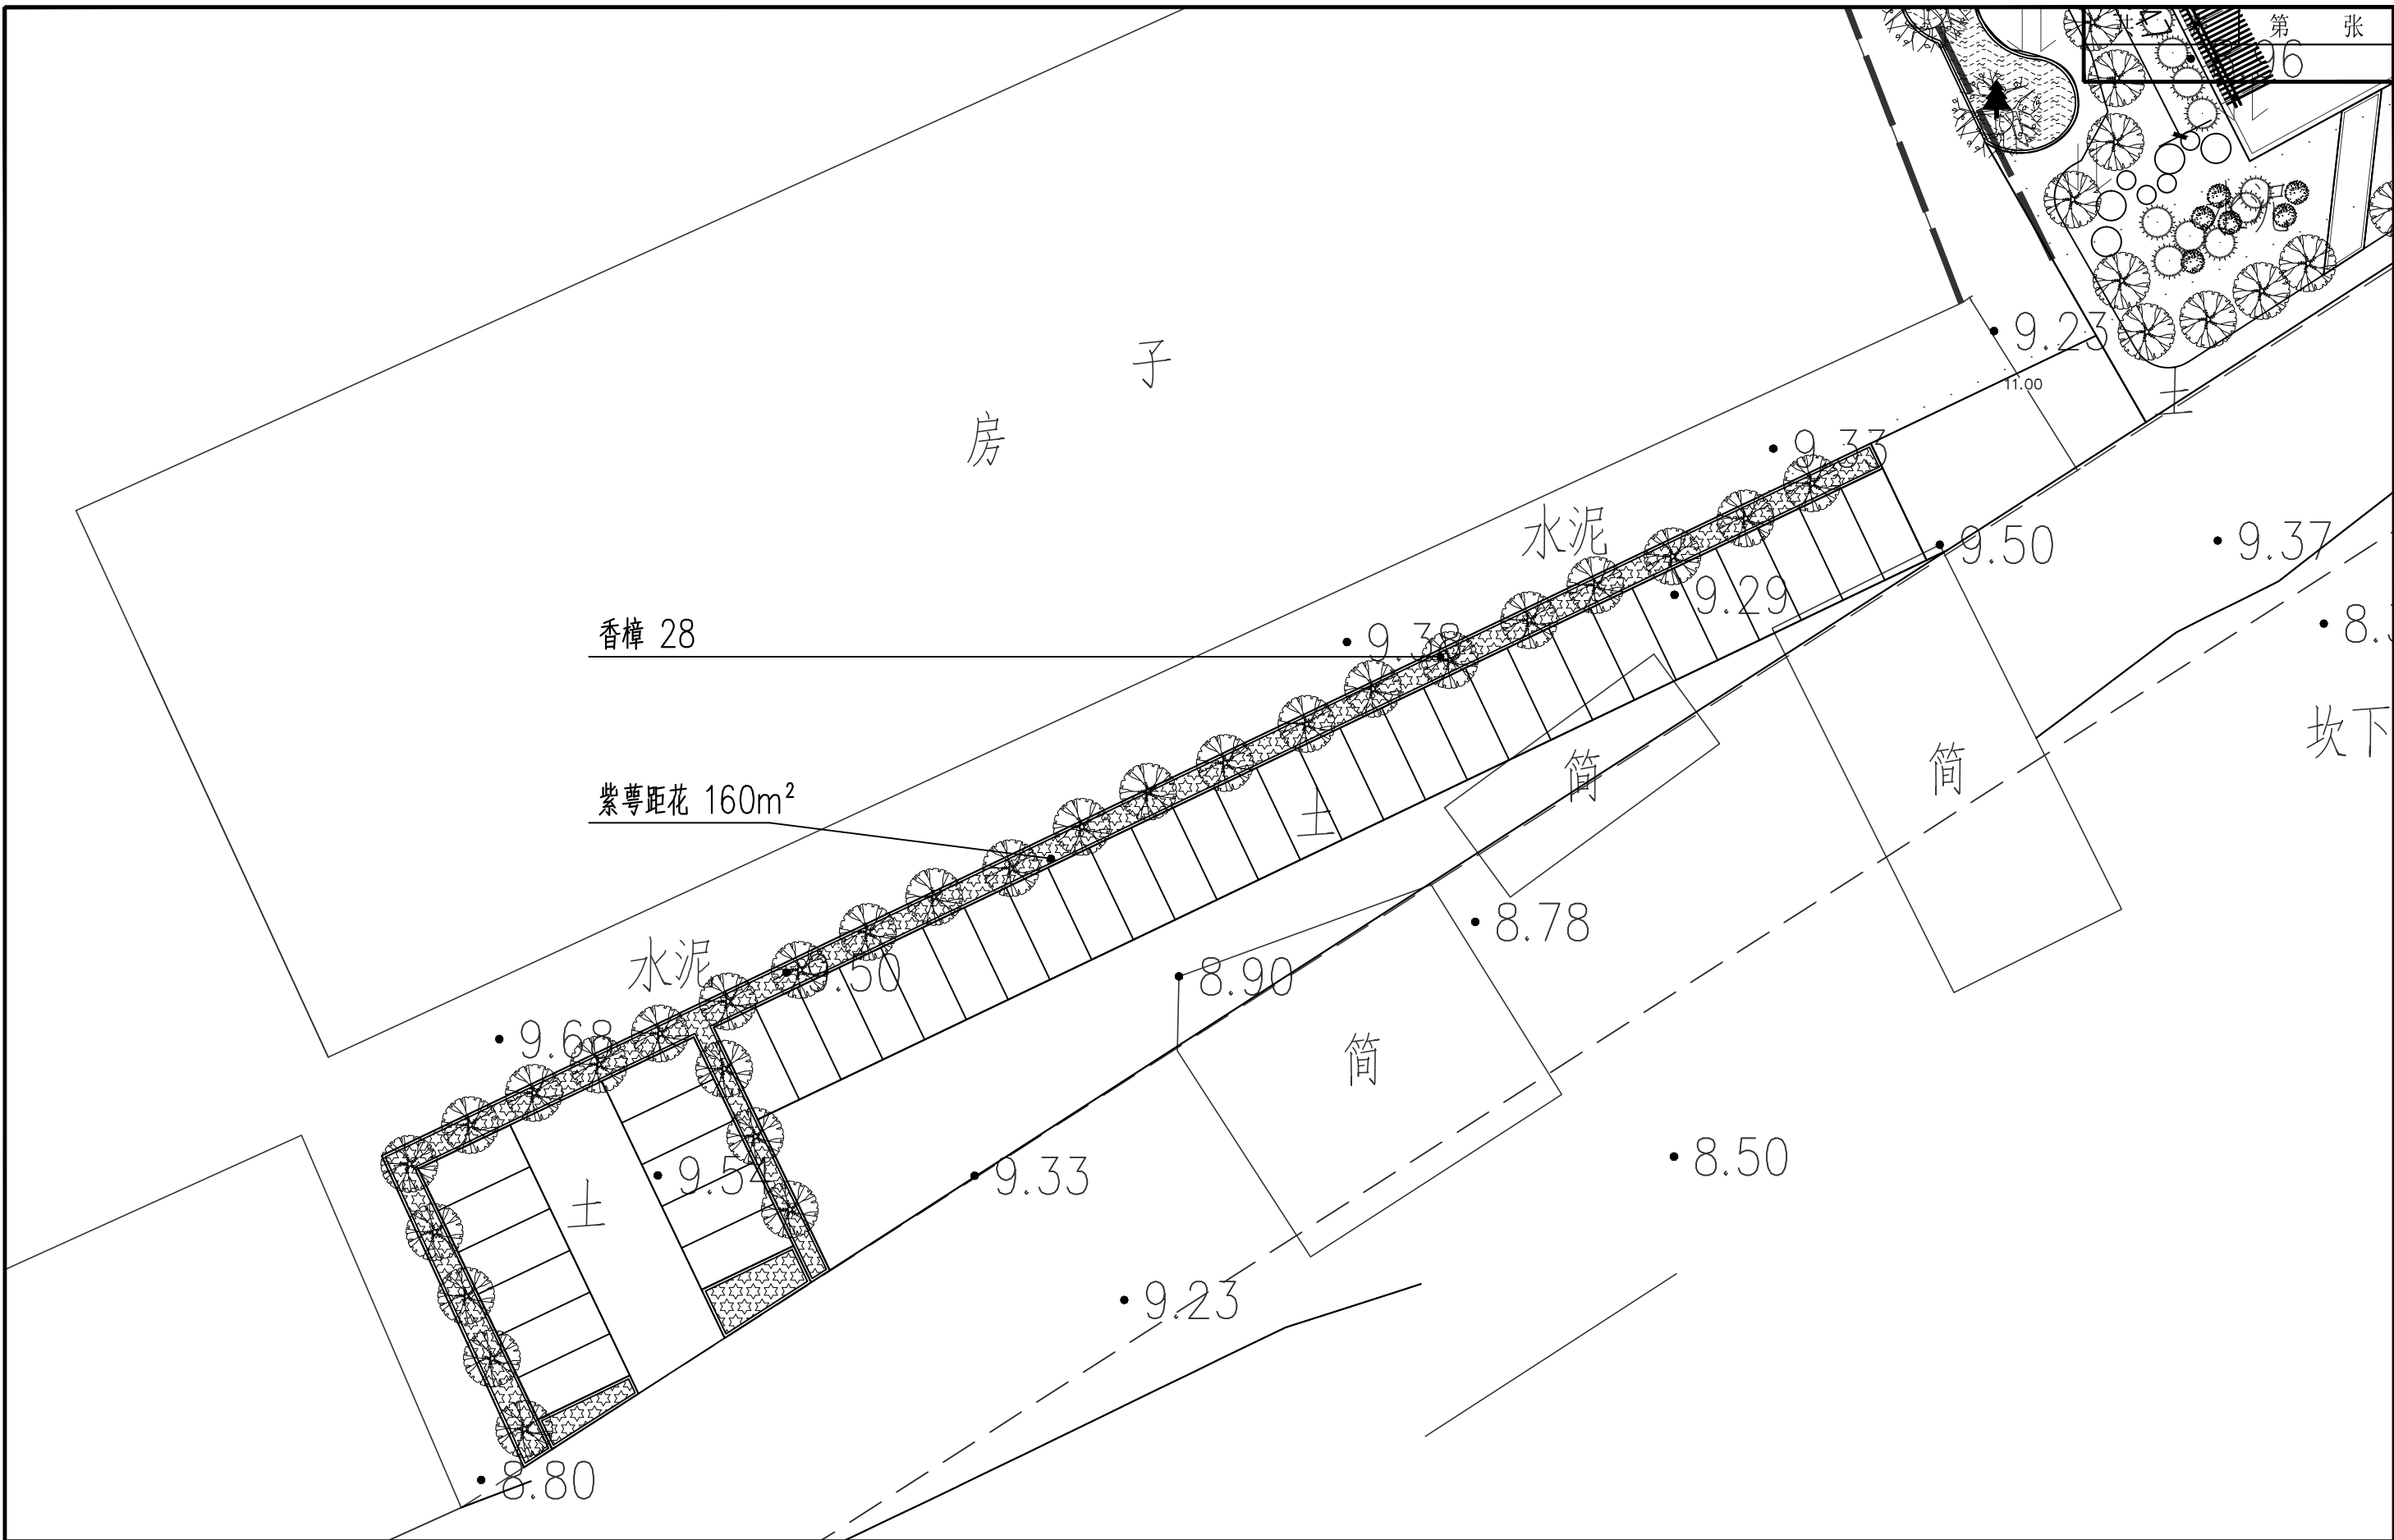 第 张
子
9.23
11.00
房
土
9.33
水泥
9.50
9.37
9.29
香樟 28
9.38
坎下
简
简
紫萼距花 160m²
土
8.78
水泥
8.90
9.68
简
8.50
9.54
9.33
土
9.23
8.80